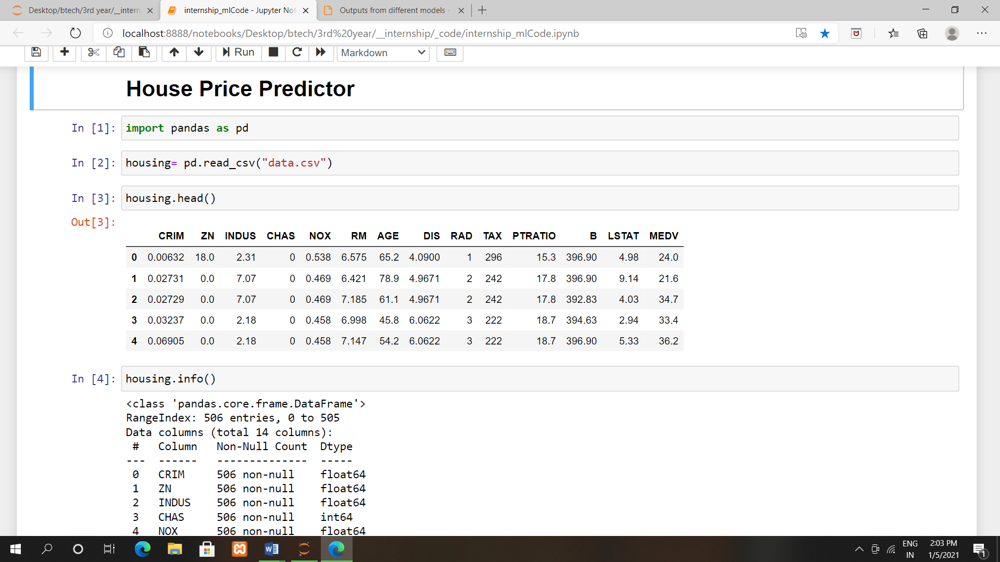 Desktop/btech/3rd year/__intern
internship_mlCode - Jupyter Not
Outputs from different models -
localhost:8888/notebooks/Desktop/btech/3rd%20year/__internship/_code/internship_mlCode.ipynb
Run
Markdown
House Price Predictor
In [1]: import pandas as pd
In [2]: housing= pd.read_csv("data.csv")
In [3]: housing.head()
Out[3]:
CRIM ZN INDUS CHAS NOX RM AGE DIS RAD TAX PTRATIO B LSTAT MEDV
0 0.00632 18.0 2.31 0 0.538 6.575 65.2 4.0900 1 296 15.3 396.90 4.98 24.0
1 0.02731 0.0 7.07 0 0.469 6.421 78.9 4.9671 2 242 17.8 396.90 9.14 21.6
2 0.02729 0.0 7.07 0 0.469 7.185 61.1 4.9671 2 242 17.8 392.83 4.03 34.7
3 0.03237 0.0 2.18 0 0.458 6.998 45.8 6.0622 3 222 18.7 394.63 2.94 33.4
4 0.06905 0.0 2.18 0 0.458 7.147 54.2 6.0622 3 222 18.7 396.90 5.33 36.2
In [4]: housing.info()
<class 'pandas.core.frame.DataFrame'>
RangeIndex: 506 entries, 0 to 505
Data columns (total 14 columns):
# Column Non-Null Count Dtype
--- ------ -------------- -----
0 CRIM 506 non-null float64
1 ZN 506 non-null float64
2 INDUS 506 non-null float64
3 CHAS 506 non-null int64
4 NOX 506 non-null float64
ENG
IN
2:03 PM
1/5/2021
1